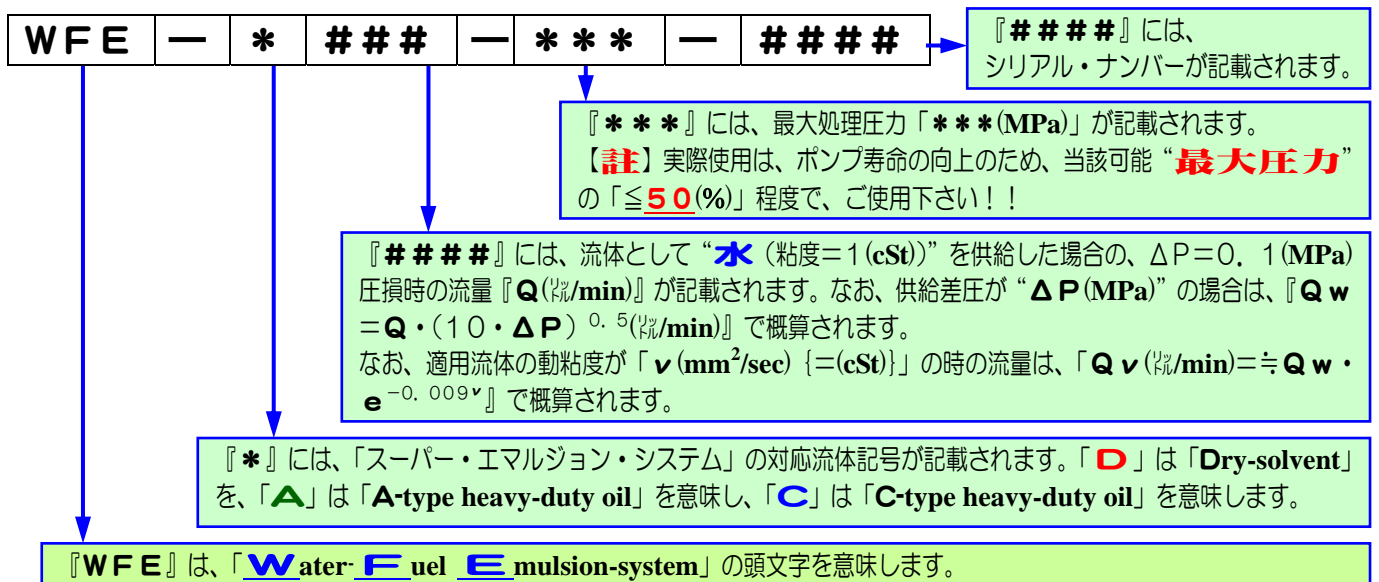 WFE － * ### － *** － ####
『####』には、
シリアル・ナンバーが記載されます。
『***』には、最大処理圧力「***(MPa)」が記載されます。
【註】実際使用は、ポンプ寿命の向上のため、当該可能“最大圧力”
の「≦50(%)」程度で、ご使用下さい！！
『####』には、流体として“水（粘度＝1(cSt)）”を供給した場合の、ΔP＝0．1(MPa)
圧損時の流量『Q(㍑/min)』が記載されます。なお、供給差圧が“ΔP(MPa)”の場合は、『Qw
＝Q・(10・ΔP)^0.5(㍑/min)』で概算されます。
なお、適用流体の動粘度が「ν(mm²/sec)｛＝(cSt)｝」の時の流量は、「Qν(㍑/min)＝≒Qw・
e^－0.009ν』で概算されます。
『*』には、「スーパー・エマルジョン・システム」の対応流体記号が記載されます。「D」は「Dry-solvent」
を、「A」は「A-type heavy-duty oil」を意味し、「C」は「C-type heavy-duty oil」を意味します。
『WFE』は、「Water-Fuel Emulsion-system」の頭文字を意味します。